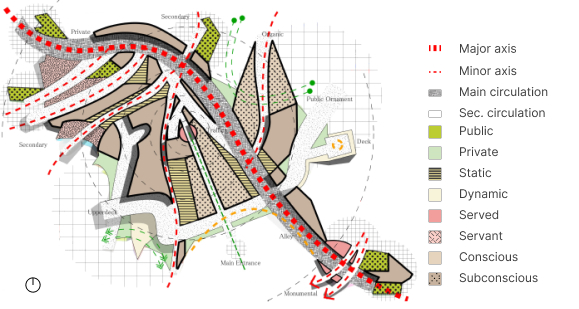 Secondary
Private
Organic
Public Ornament
Deck
Secondary
Upperdeck
Alley
Main Entrance
Monumental
Major axis
Minor axis
Main circulation
Sec. circulation
Public
Private
Static
Dynamic
Served
Servant
Conscious
Subconscious